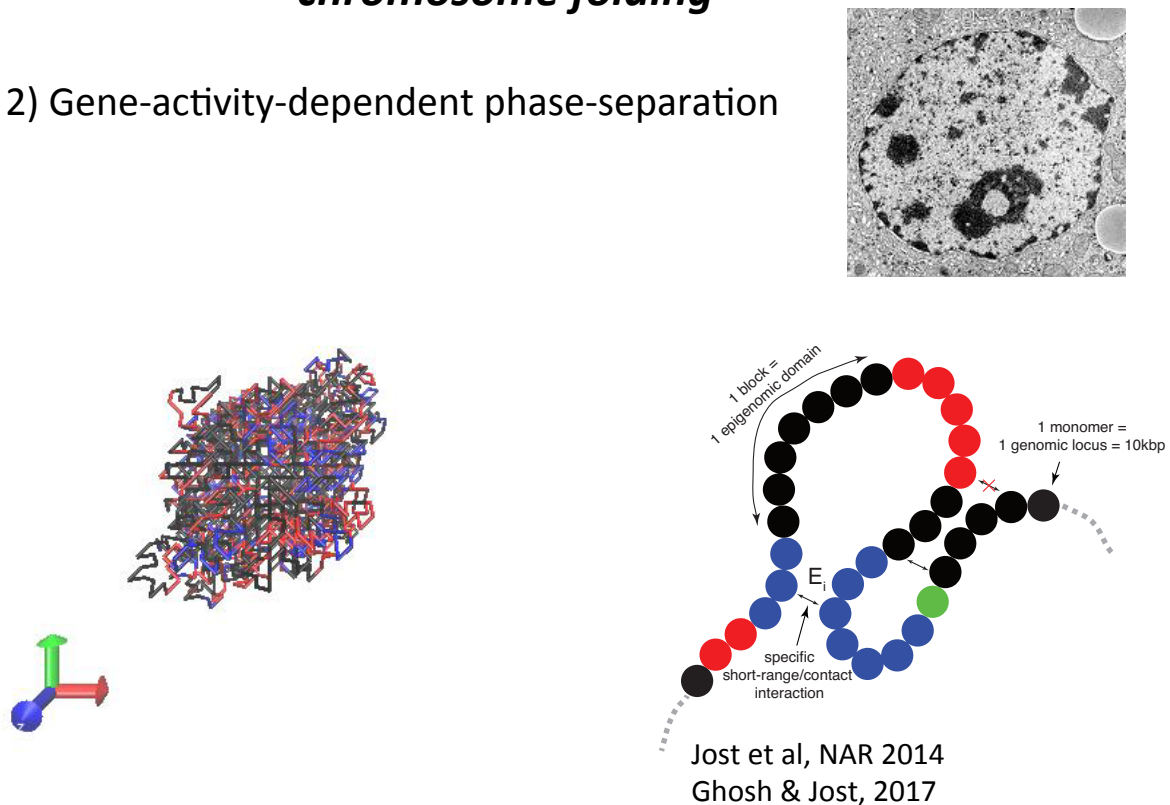 chromosome folding
2) Gene-activity-dependent phase-separation
1 block =
1 epigenomic domain
1 monomer =
1 genomic locus = 10kbp
Ei
specific
short-range/contact
interaction
Jost et al, NAR 2014
Ghosh & Jost, 2017